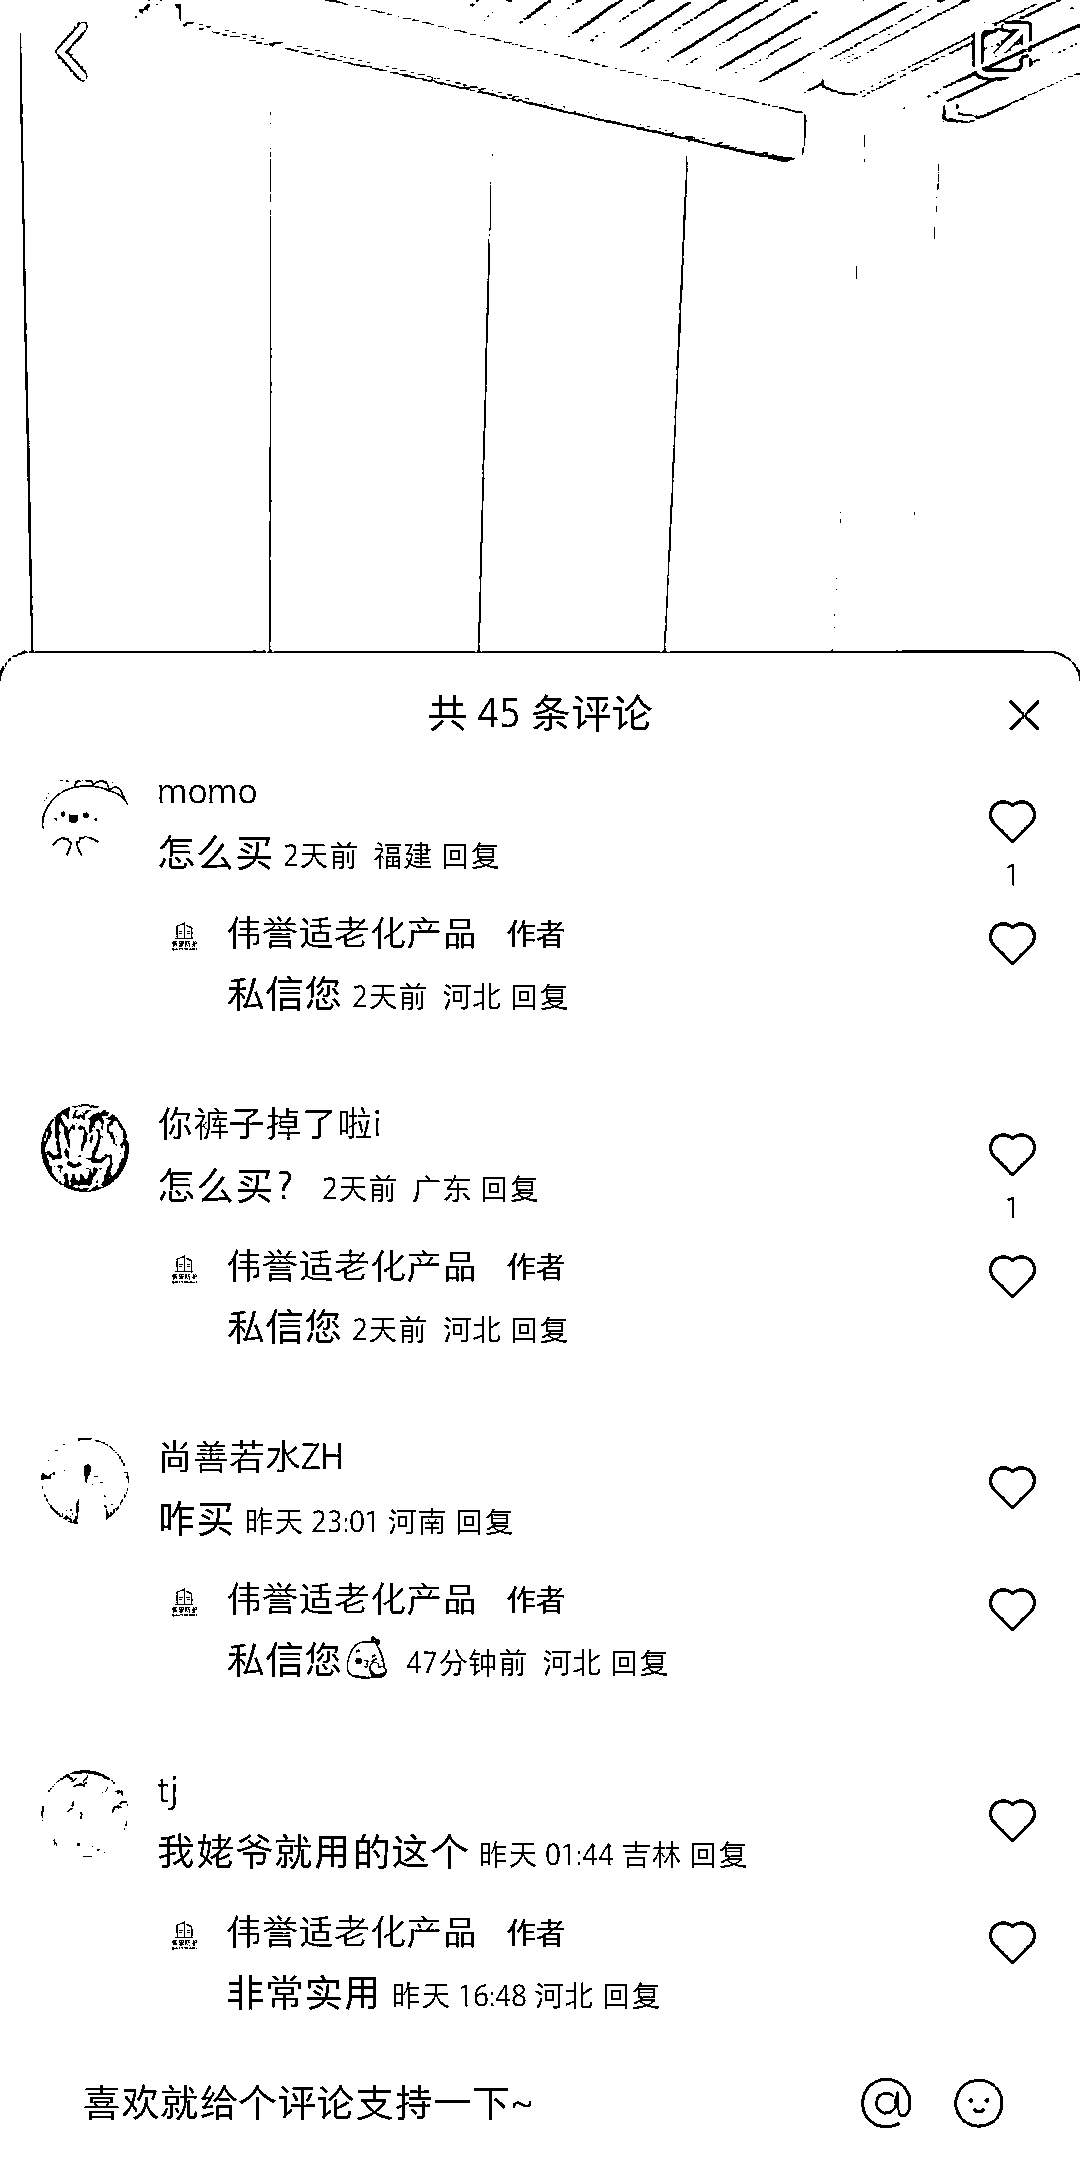 共 45 条评论
momo
怎么买 2天前 福建 回复
1
伟誉适老化产品 作者
私信您 2天前 河北 回复
你裤子掉了啦i
怎么买? 2天前 广东 回复
1
伟誉适老化产品 作者
私信您 2天前 河北 回复
尚善若水ZH
咋买 昨天 23:01 河南 回复
伟誉适老化产品 作者
私信您 47分钟前 河北 回复
tj
我姥爷就用的这个 昨天 01:44 吉林 回复
伟誉适老化产品 作者
非常实用 昨天 16:48 河北 回复
喜欢就给个评论支持一下~